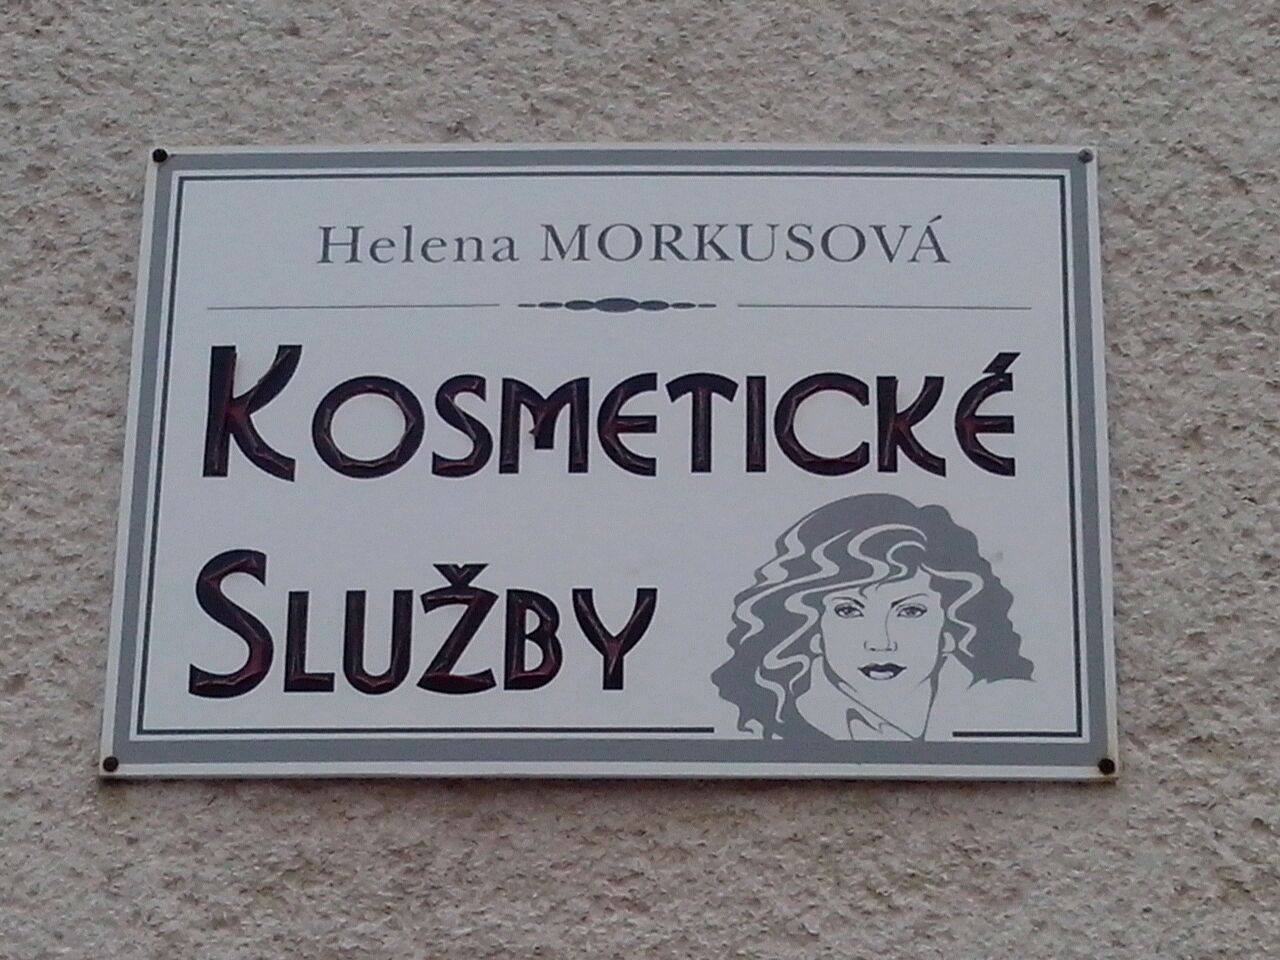 Helena MORKUSOVÁ
KOSMETICKÉ
SLUŽBY